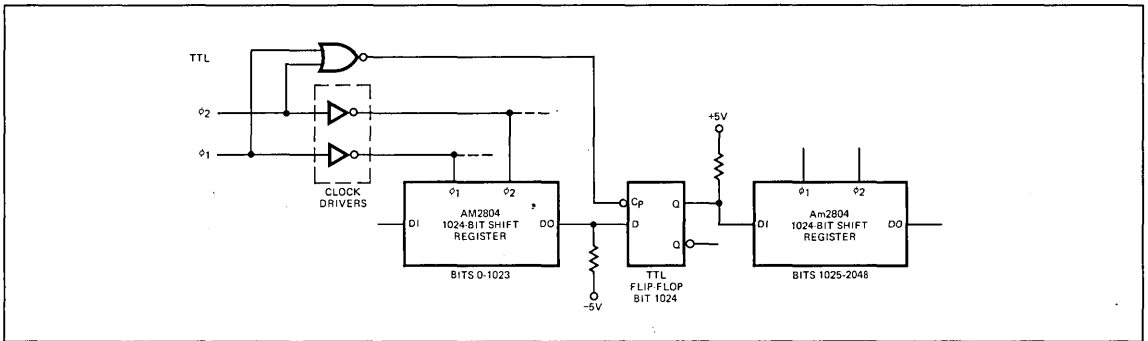 TTL
ϕ2
ϕ1
CLOCK
DRIVERS
+5V
ϕ1 ϕ2
CP Q
ϕ1 ϕ2
DI
AM2804
1024-BIT SHIFT
REGISTER
DO
D
Q
DI
Am2804
1024-BIT SHIFT
REGISTER
DO
BITS 0-1023
TTL
FLIP-FLOP
BIT 1024
BITS 1025-2048
-5V